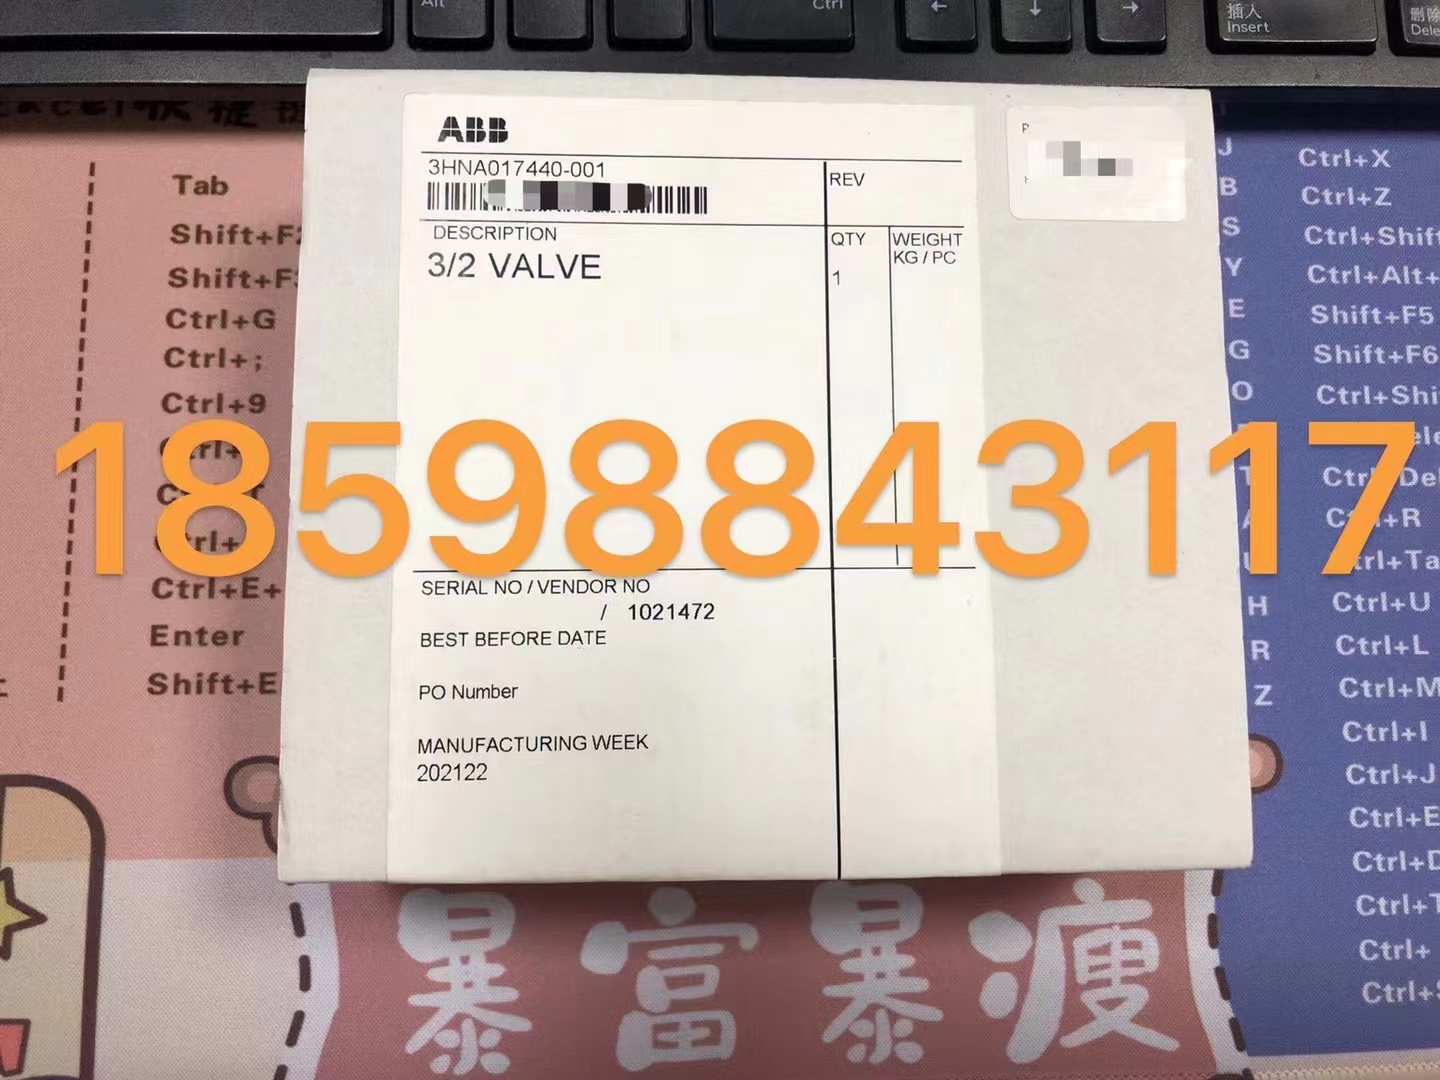 Alt
Ctrl
←
↓
→
插入
Insert
删除
Dele
快捷
Tab
Shift+F
Shift+F
Ctrl+G
Ctrl+;
Ctrl+9
Ctrl+E+
Enter
Shift+E
ABB
3HNA017440-001
REV
DESCRIPTION
3/2 VALVE
QTY
1
WEIGHT
KG / PC
18598843117
SERIAL NO / VENDOR NO
/ 1021472
BEST BEFORE DATE
PO Number
MANUFACTURING WEEK
202122
J Ctrl+X
B Ctrl+Z
S Ctrl+Shift
Y Ctrl+Alt+
E Shift+F5
G Shift+F6
O Ctrl+Shi
H Ctrl+U
R Ctrl+L
Z Ctrl+M
Ctrl+I
Ctrl+J
Ctrl+E
Ctrl+D
Ctrl+T
Ctrl+
Ctrl+S
暴富暴瘦